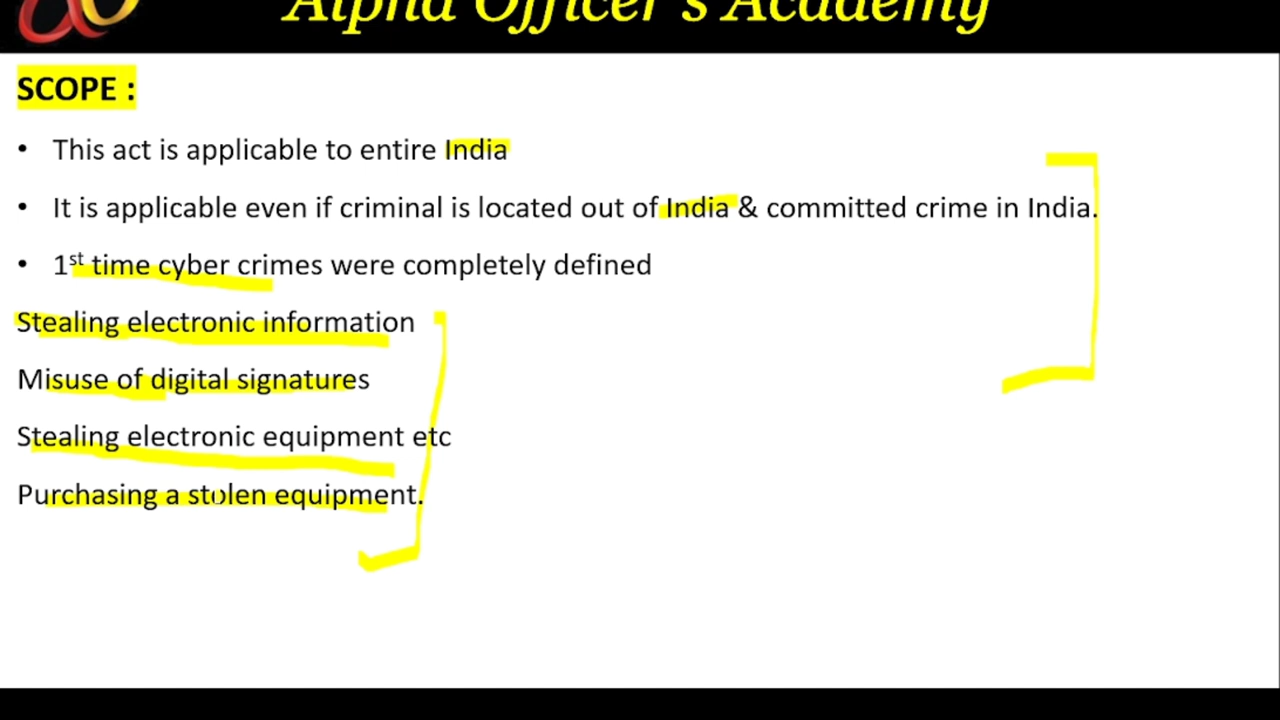 Alpha Officer's Academy
SCOPE :
• This act is applicable to entire India
• It is applicable even if criminal is located out of India & committed crime in India.
• 1st time cyber crimes were completely defined
Stealing electronic information
Misuse of digital signatures
Stealing electronic equipment etc
Purchasing a stolen equipment.